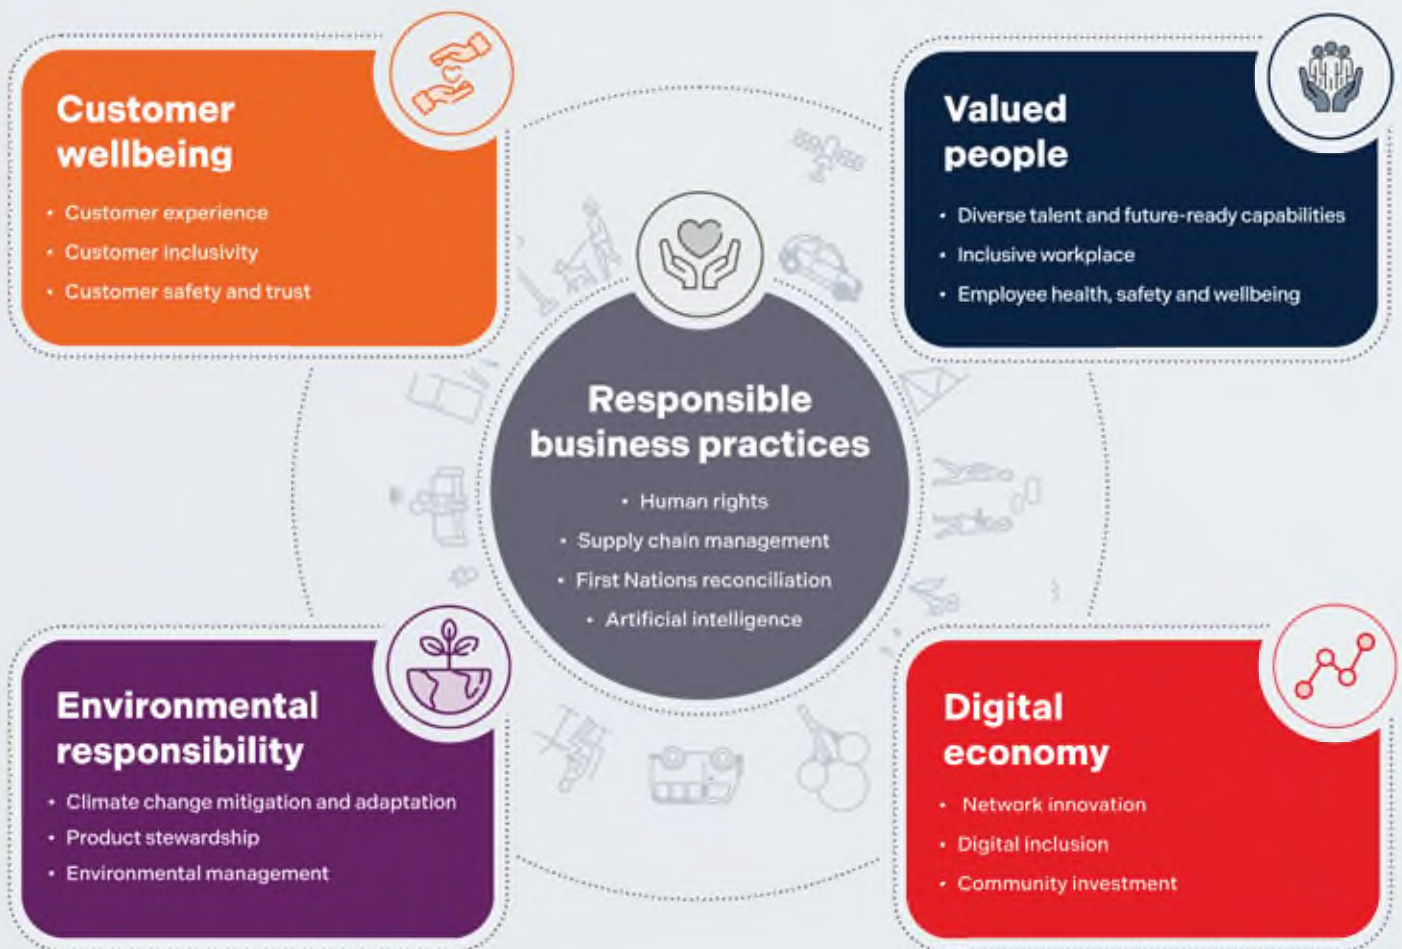 Customer
wellbeing
• Customer experience
• Customer inclusivity
• Customer safety and trust
Valued
people
• Diverse talent and future-ready capabilities
• Inclusive workplace
• Employee health, safety and wellbeing
Responsible
business practices
• Human rights
• Supply chain management
• First Nations reconciliation
• Artificial intelligence
Environmental
responsibility
• Climate change mitigation and adaptation
• Product stewardship
• Environmental management
Digital
economy
• Network innovation
• Digital inclusion
• Community investment